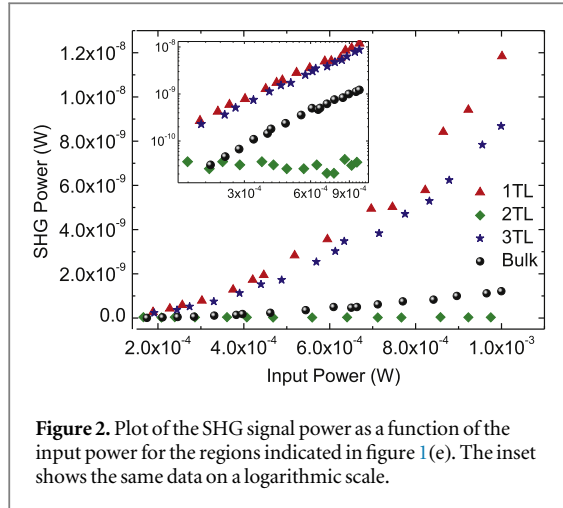 1.2x10⁻⁸
1.0x10⁻⁸
8.0x10⁻⁹
6.0x10⁻⁹
4.0x10⁻⁹
2.0x10⁻⁹
0.0
SHG Power (W)
10⁻⁸
10⁻⁹
10⁻¹⁰
3x10⁻⁴ 6x10⁻⁴ 9x10⁻⁴
1TL
2TL
3TL
Bulk
2.0x10⁻⁴ 4.0x10⁻⁴ 6.0x10⁻⁴ 8.0x10⁻⁴ 1.0x10⁻³
Input Power (W)
Figure 2. Plot of the SHG signal power as a function of the
input power for the regions indicated in figure 1(e). The inset
shows the same data on a logarithmic scale.